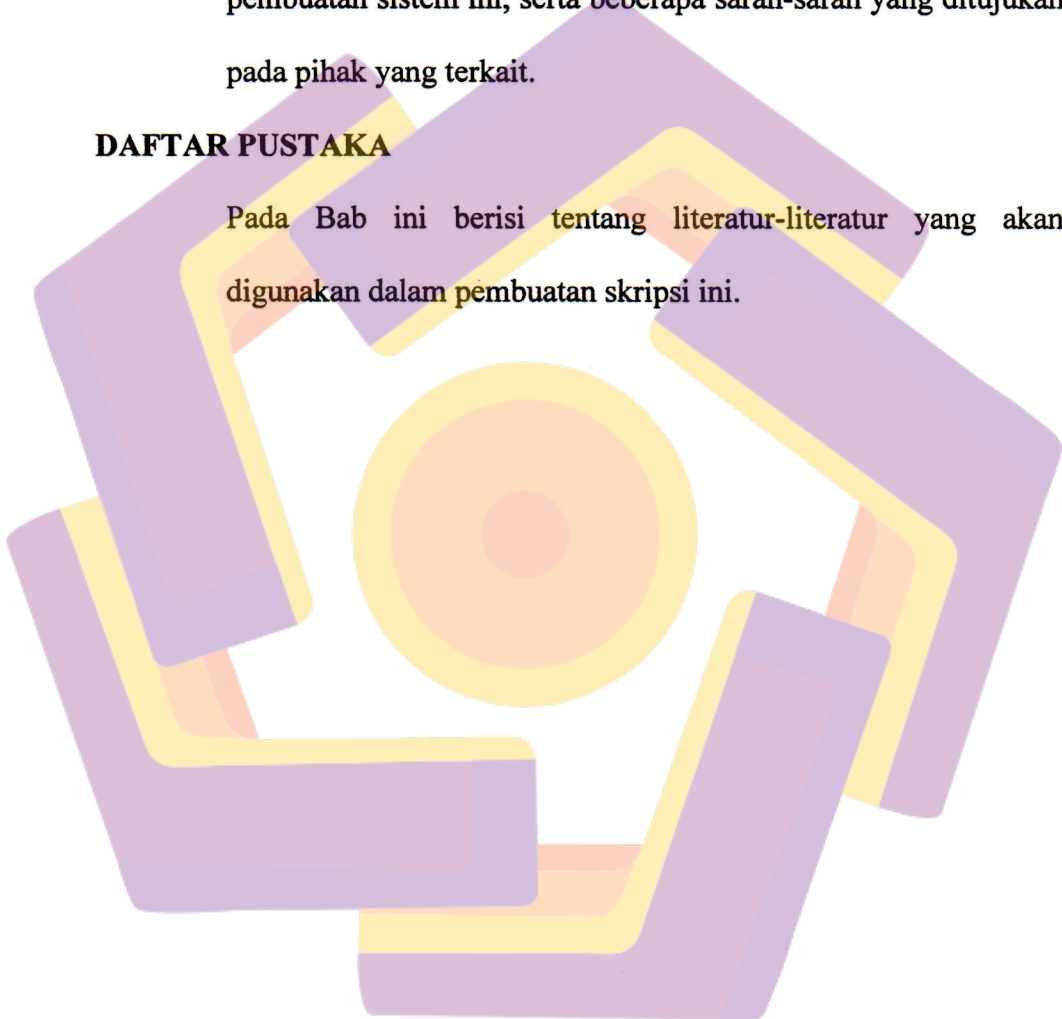 pembuatan sistem ini, serta beberapa saran-saran yang ditujukan
pada pihak yang terkait.
DAFTAR PUSTAKA
Pada Bab ini berisi tentang literatur-literatur yang akan
digunakan dalam pembuatan skripsi ini.